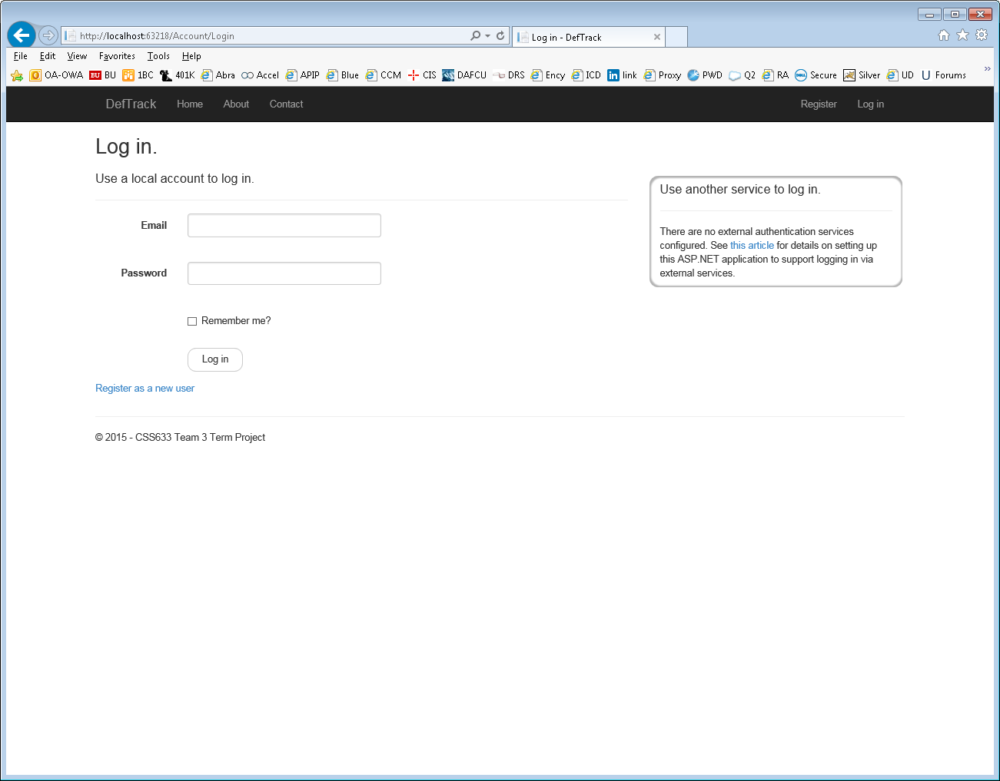 http://localhost:63218/Account/Login
Log in - DefTrack
File Edit View Favorites Tools Help
OA-OWA BU BU 1BC 401K Abra Accel APIP Blue CCM CIS DAFCU DRS Ency ICD in link Proxy PWD Q2 RA DELL Secure Silver UD U Forums
DefTrack Home About Contact Register Log in
Log in.
Use a local account to log in.
Email
Password
Remember me?
Log in
Register as a new user
Use another service to log in.
There are no external authentication services
configured. See this article for details on setting up
this ASP.NET application to support logging in via
external services.
© 2015 - CSS633 Team 3 Term Project